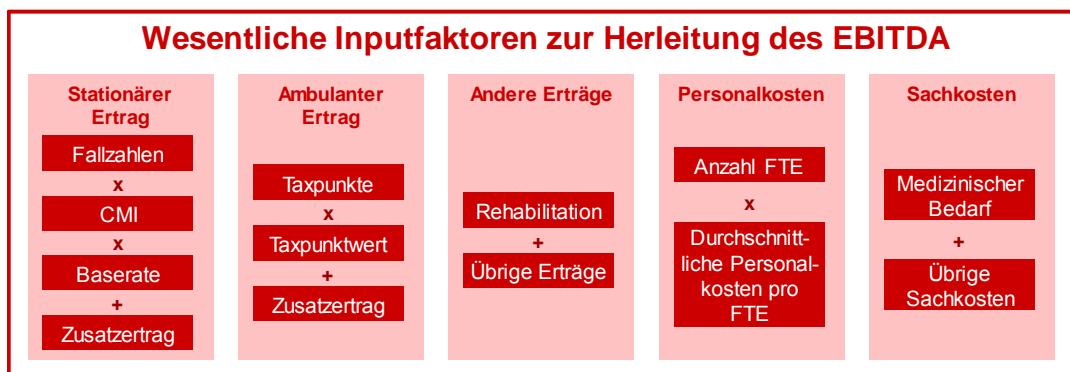 Wesentliche Inputfaktoren zur Herleitung des EBITDA
Stationärer
Ertrag
Fallzahlen
x
CMI
x
Baserate
+
Zusatzertrag
Ambulanter
Ertrag
Taxpunkte
x
Taxpunktwert
+
Zusatzertrag
Andere Erträge
Rehabilitation
+
Übrige Erträge
Personalkosten
Anzahl FTE
x
Durchschnitt-
liche Personal-
kosten pro
FTE
Sachkosten
Medizinischer
Bedarf
+
Übrige
Sachkosten